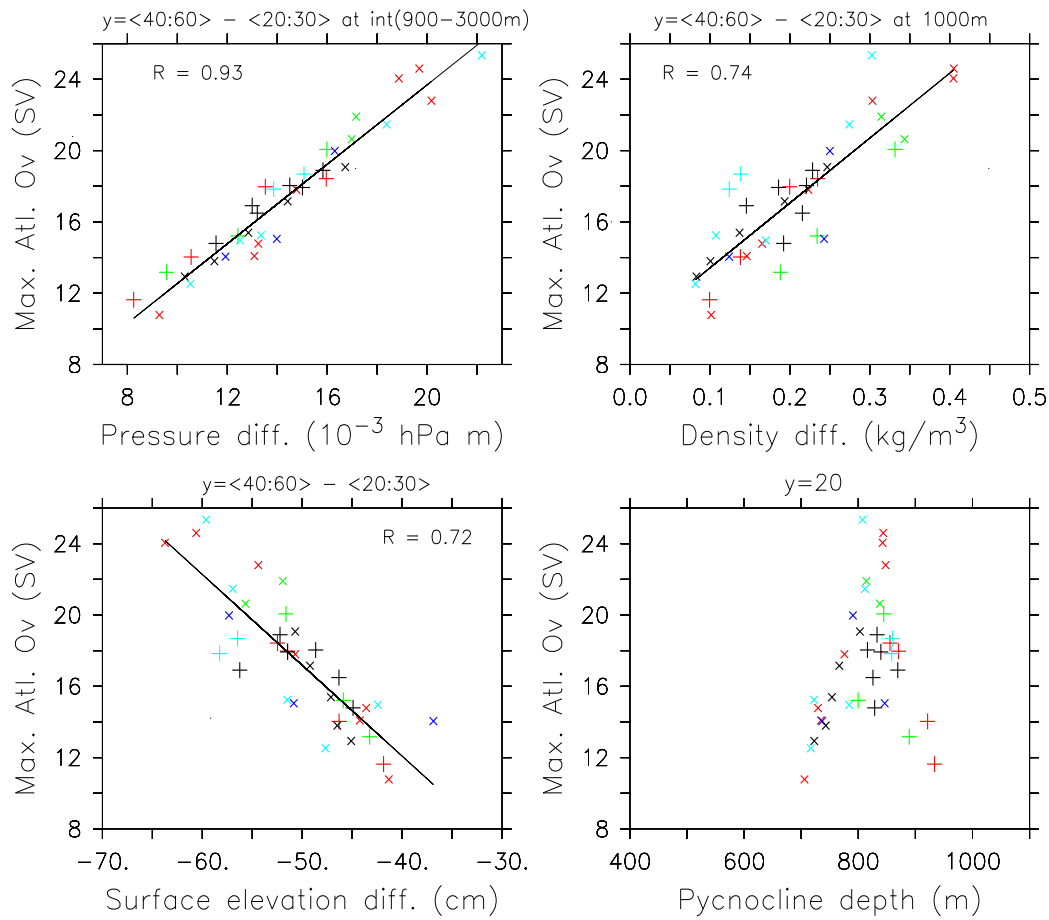 y=<40:60> − <20:30> at int(900−3000m)
R = 0.93
Max. Atl. Ov (SV)
24
20
16
12
8
8 12 16 20
Pressure diff. (10⁻³ hPa m)
y=<40:60> − <20:30> at 1000m
R = 0.74
Max. Atl. Ov (SV)
24
20
16
12
8
0.0 0.1 0.2 0.3 0.4 0.5
Density diff. (kg/m³)
y=<40:60> − <20:30>
R = 0.72
Max. Atl. Ov (SV)
24
20
16
12
8
−70. −60. −50. −40. −30.
Surface elevation diff. (cm)
y=20
Max. Atl. Ov (SV)
24
20
16
12
8
400 600 800 1000
Pycnocline depth (m)